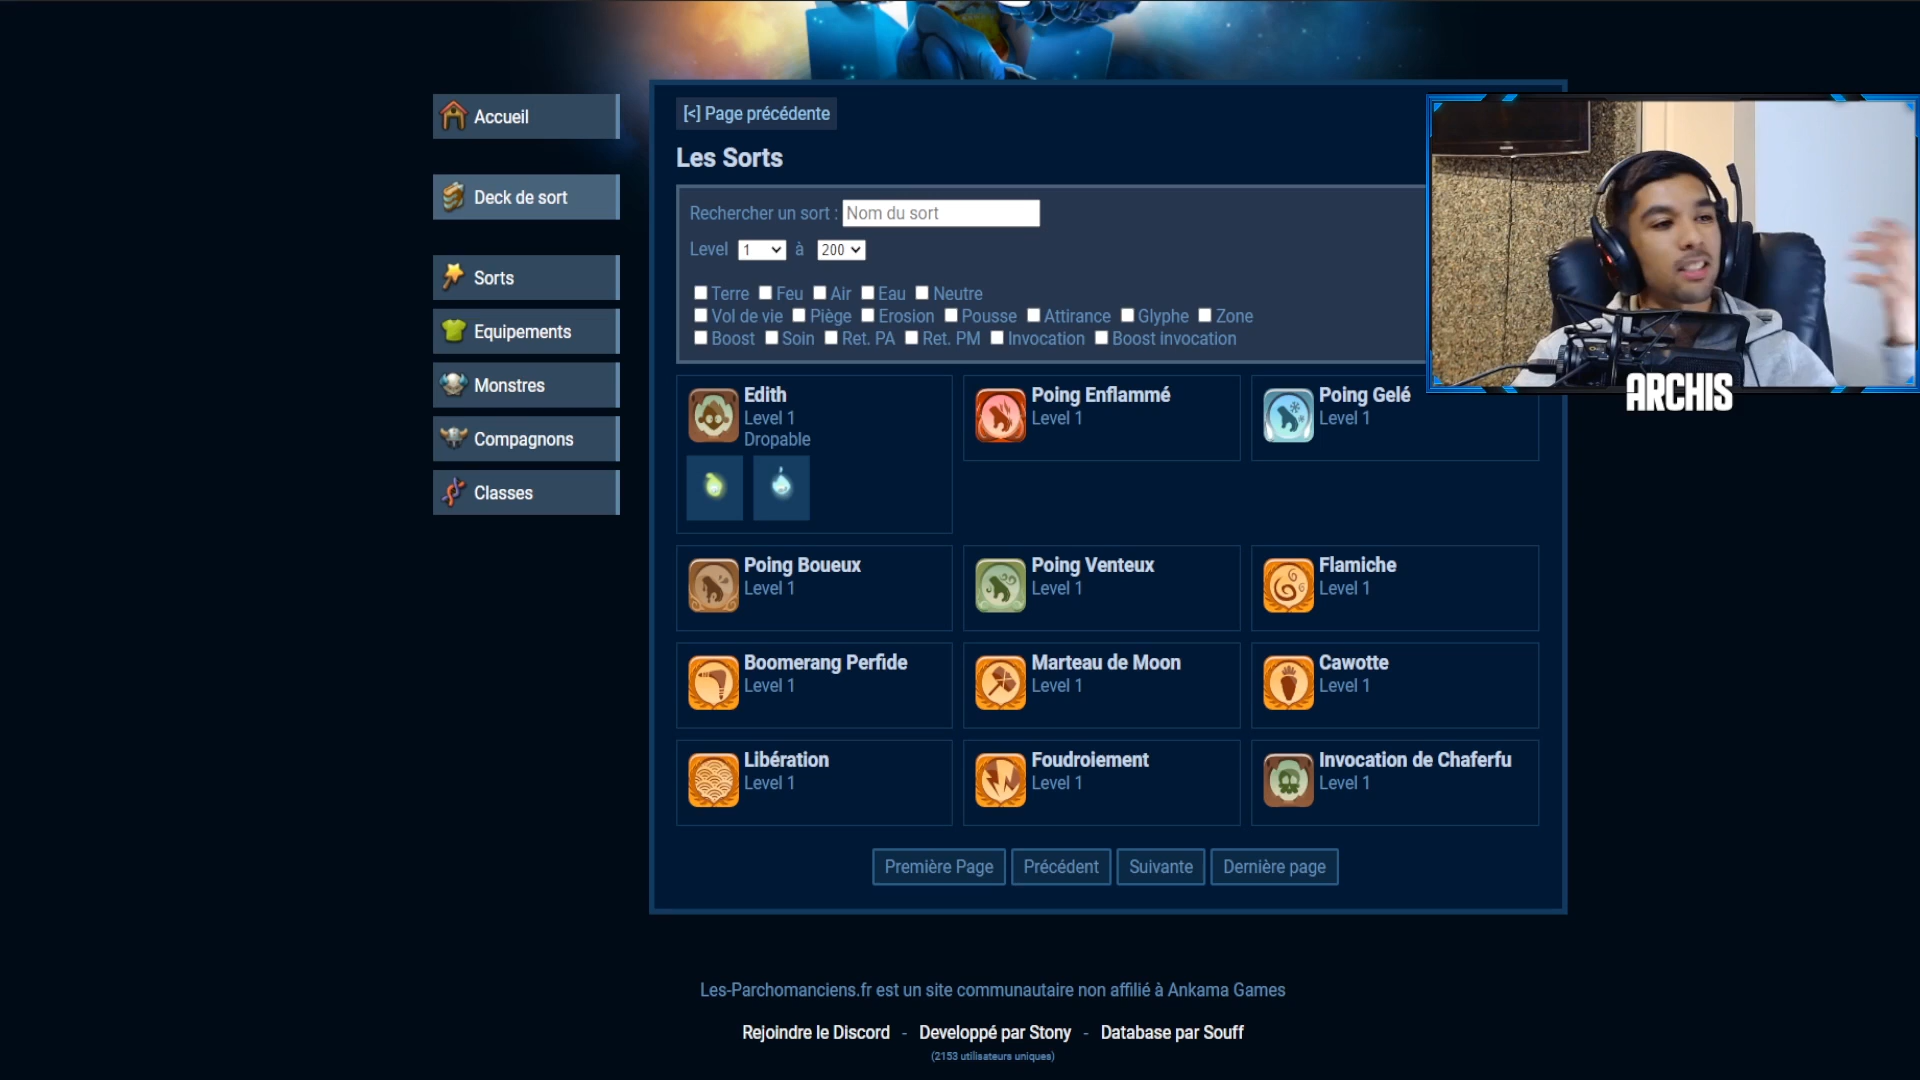 [<] Page précédente
Accueil
Deck de sort
Sorts
Equipements
Monstres
Compagnons
Classes
Les Sorts
Rechercher un sort : Nom du sort
Level 1 à 200
Terre Feu Air Eau Neutre
Vol de vie Piège Erosion Pousse Attirance Glyphe Zone
Boost Soin Ret. PA Ret. PM Invocation Boost invocation
ARCHIS
Edith
Level 1
Dropable
Poing Enflammé
Level 1
Poing Gelé
Level 1
Poing Boueux
Level 1
Poing Venteux
Level 1
Flamiche
Level 1
Boomerang Perfide
Level 1
Marteau de Moon
Level 1
Cawotte
Level 1
Libération
Level 1
Foudroiement
Level 1
Invocation de Chaferfu
Level 1
Première Page Précédent Suivante Dernière page
Les-Parchomanciens.fr est un site communautaire non affilié à Ankama Games
Rejoindre le Discord - Developpé par Stony - Database par Souff
(2153 utilisateurs uniques)